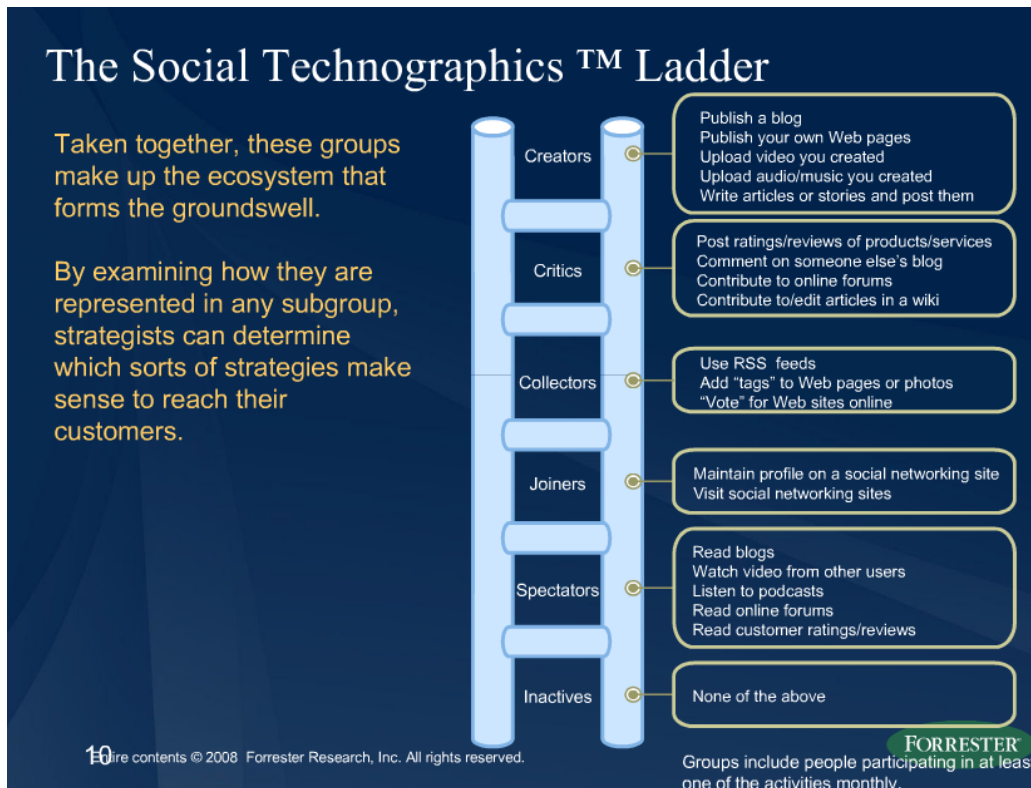 The Social Technographics ™ Ladder
Taken together, these groups
make up the ecosystem that
forms the groundswell.
By examining how they are
represented in any subgroup,
strategists can determine
which sorts of strategies make
sense to reach their
customers.
Creators
Publish a blog
Publish your own Web pages
Upload video you created
Upload audio/music you created
Write articles or stories and post them
Critics
Post ratings/reviews of products/services
Comment on someone else's blog
Contribute to online forums
Contribute to/edit articles in a wiki
Collectors
Use RSS feeds
Add “tags” to Web pages or photos
“Vote” for Web sites online
Joiners
Maintain profile on a social networking site
Visit social networking sites
Spectators
Read blogs
Watch video from other users
Listen to podcasts
Read online forums
Read customer ratings/reviews
Inactives
None of the above
10
Entire contents © 2008 Forrester Research, Inc. All rights reserved.
FORRESTER
Groups include people participating in at least
one of the activities monthly.